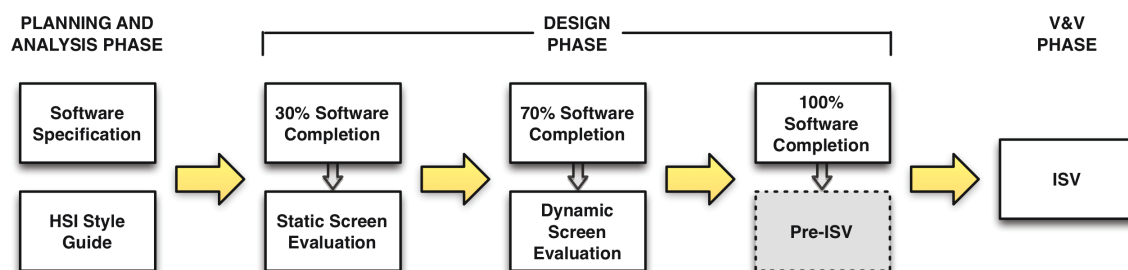 PLANNING AND
ANALYSIS PHASE
DESIGN
PHASE
V&V
PHASE
Software
Specification
HSI Style
Guide
30% Software
Completion
Static Screen
Evaluation
70% Software
Completion
Dynamic
Screen
Evaluation
100%
Software
Completion
Pre-ISV
ISV